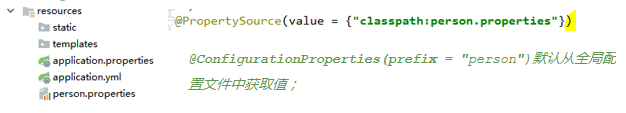 resources
static
templates
application.properties
application.yml
person.properties
@PropertySource(value = {"classpath:person.properties"})
@ConfigurationProperties(prefix = "person")默认从全局配
置文件中获取值；